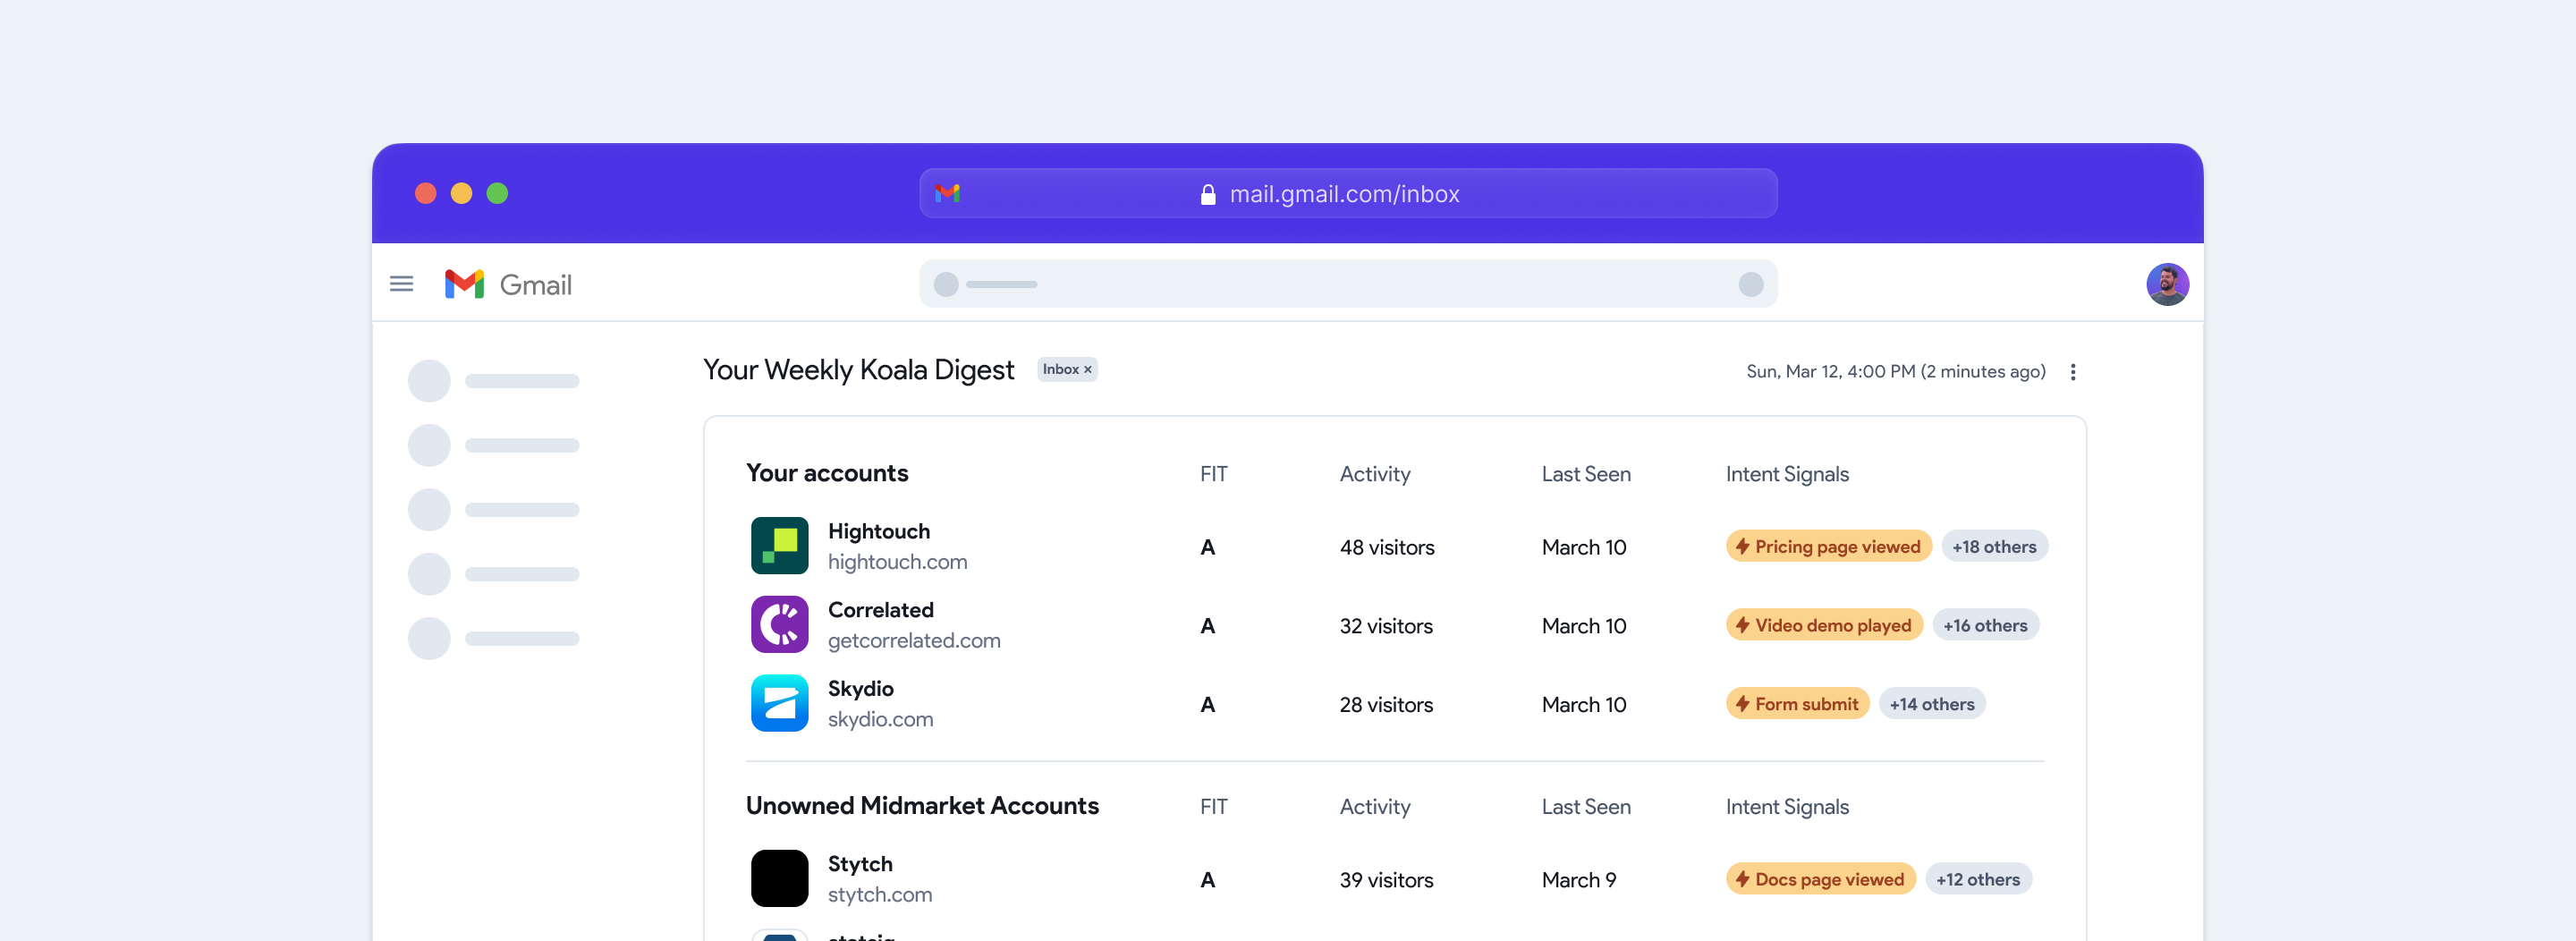 mail.gmail.com/inbox
Gmail
Your Weekly Koala Digest Inbox × Sun, Mar 12, 4:00 PM (2 minutes ago)
Your accounts FIT Activity Last Seen Intent Signals
Hightouch
hightouch.com
A 48 visitors March 10 Pricing page viewed +18 others
Correlated
getcorrelated.com
A 32 visitors March 10 Video demo played +16 others
Skydio
skydio.com
A 28 visitors March 10 Form submit +14 others
Unowned Midmarket Accounts FIT Activity Last Seen Intent Signals
Stytch
stytch.com
A 39 visitors March 9 Docs page viewed +12 others